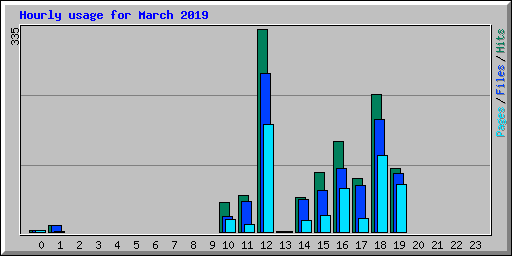 Hourly usage for March 2019
335
Pages/Files/Hits
0 1 2 3 4 5 6 7 8 9 10 11 12 13 14 15 16 17 18 19 20 21 22 23